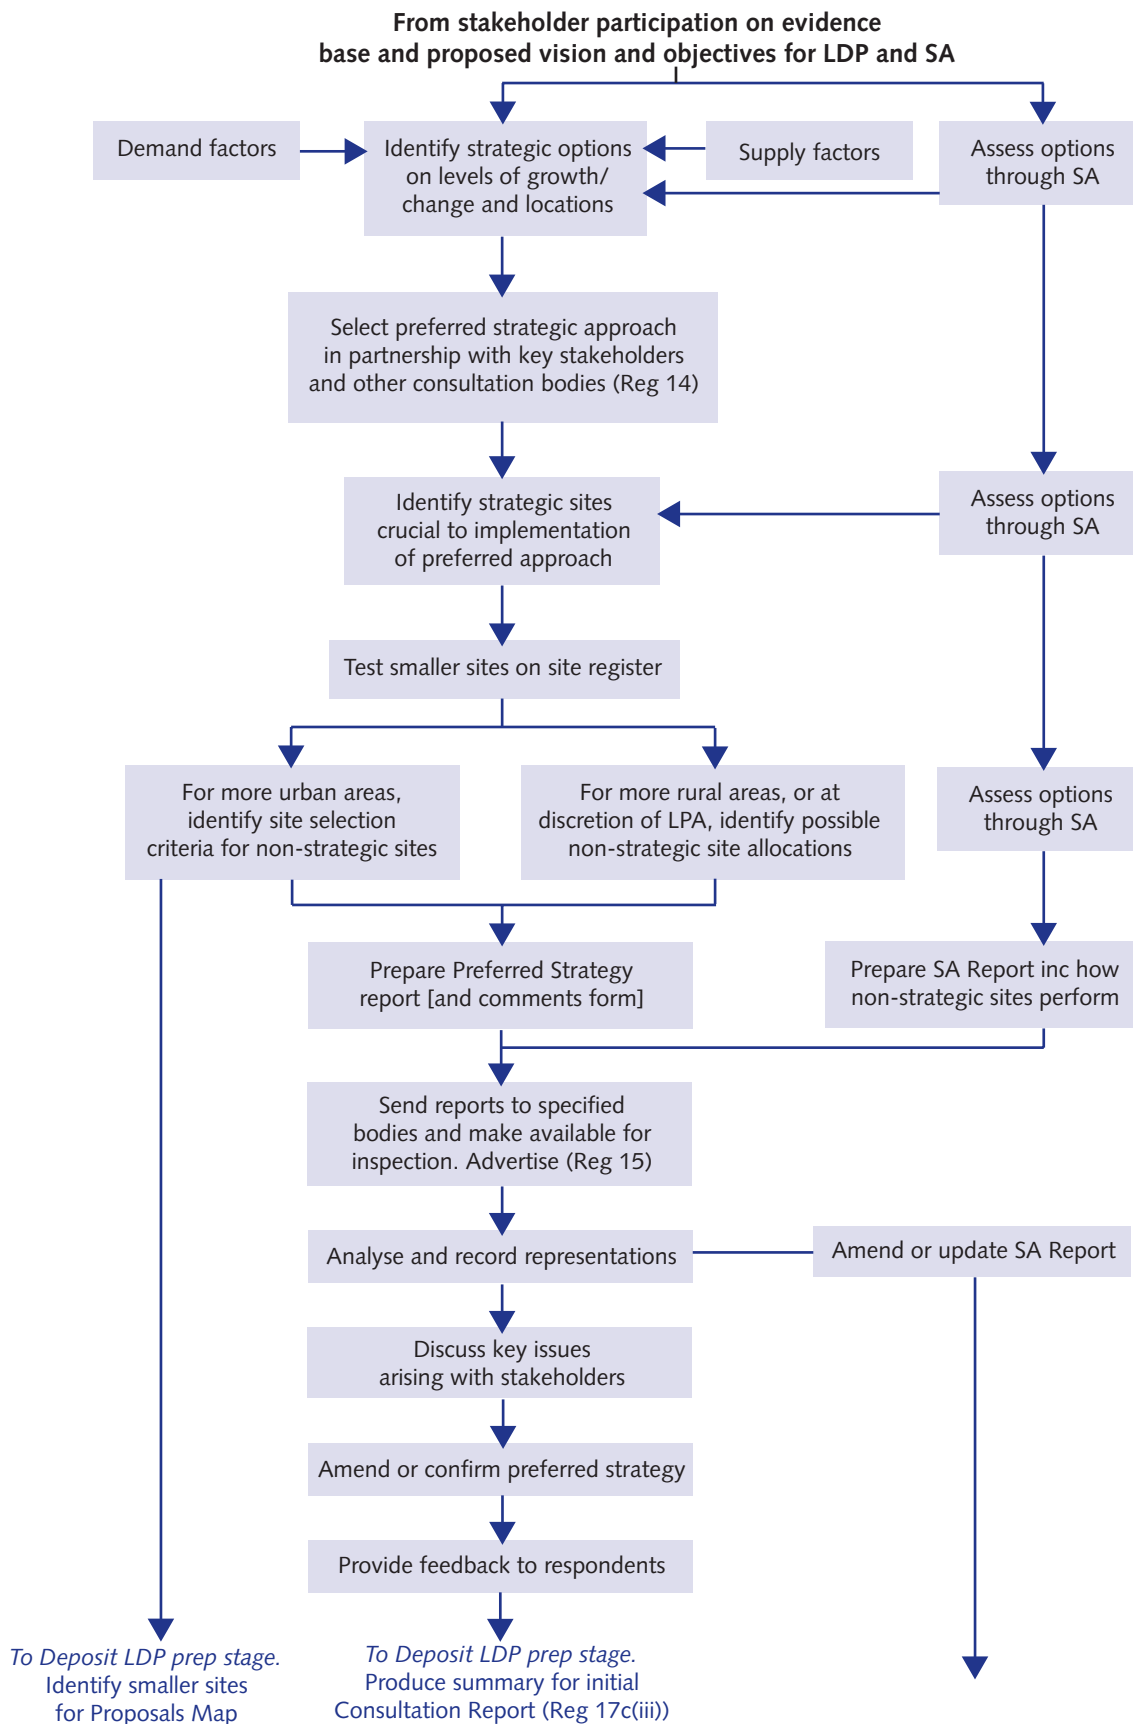 From stakeholder participation on evidence
base and proposed vision and objectives for LDP and SA
Demand factors
Identify strategic options
on levels of growth/
change and locations
Supply factors
Assess options
through SA
Select preferred strategic approach
in partnership with key stakeholders
and other consultation bodies (Reg 14)
Identify strategic sites
crucial to implementation
of preferred approach
Assess options
through SA
Test smaller sites on site register
For more urban areas,
identify site selection
criteria for non-strategic sites
For more rural areas, or at
discretion of LPA, identify possible
non-strategic site allocations
Assess options
through SA
Prepare Preferred Strategy
report [and comments form]
Prepare SA Report inc how
non-strategic sites perform
Send reports to specified
bodies and make available for
inspection. Advertise (Reg 15)
Analyse and record representations
Amend or update SA Report
Discuss key issues
arising with stakeholders
Amend or confirm preferred strategy
Provide feedback to respondents
To Deposit LDP prep stage.
Identify smaller sites
for Proposals Map
To Deposit LDP prep stage.
Produce summary for initial
Consultation Report (Reg 17c(iii))